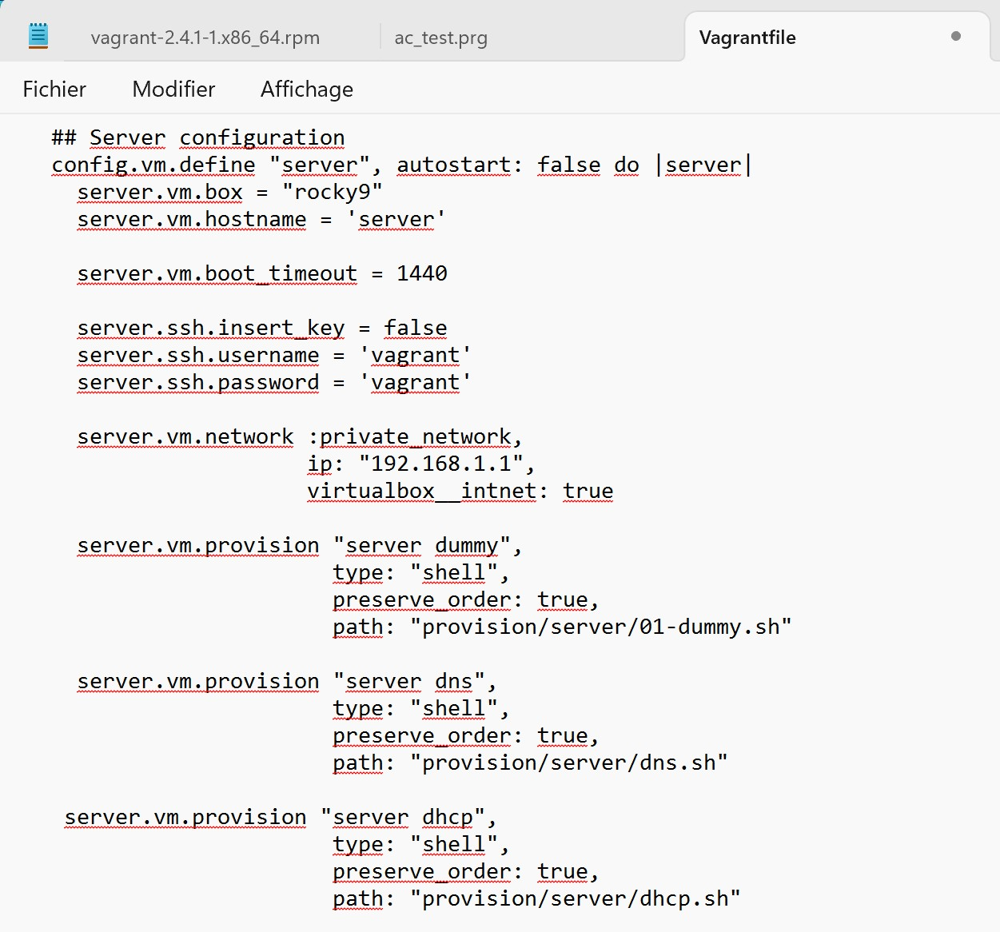 vagrant-2.4.1-1.x86_64.rpm ac_test.prg Vagrantfile
Fichier Modifier Affichage
## Server configuration
config.vm.define "server", autostart: false do |server|
  server.vm.box = "rocky9"
  server.vm.hostname = 'server'

  server.vm.boot_timeout = 1440

  server.ssh.insert_key = false
  server.ssh.username = 'vagrant'
  server.ssh.password = 'vagrant'

  server.vm.network :private_network,
                    ip: "192.168.1.1",
                    virtualbox__intnet: true

  server.vm.provision "server dummy",
                      type: "shell",
                      preserve_order: true,
                      path: "provision/server/01-dummy.sh"

  server.vm.provision "server dns",
                      type: "shell",
                      preserve_order: true,
                      path: "provision/server/dns.sh"

 server.vm.provision "server dhcp",
                      type: "shell",
                      preserve_order: true,
                      path: "provision/server/dhcp.sh"